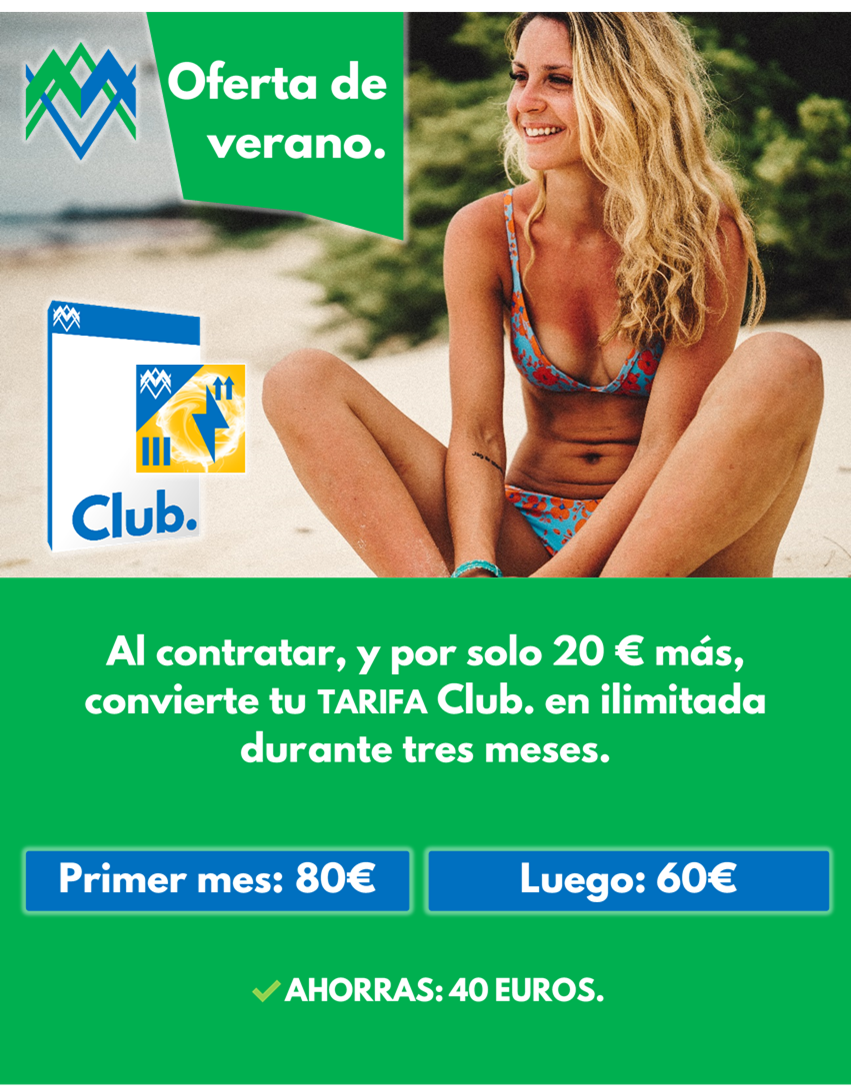 Oferta de
verano.
Club.
Al contratar, y por solo 20 € más,
convierte tu TARIFA Club. en ilimitada
durante tres meses.
Primer mes: 80€
Luego: 60€
AHORRAS: 40 EUROS.